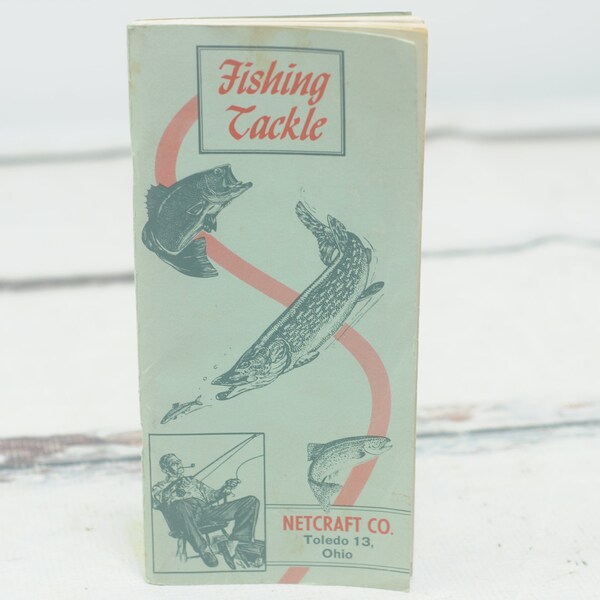 Fishing
Tackle
NETCRAFT CO.
Toledo 13,
Ohio